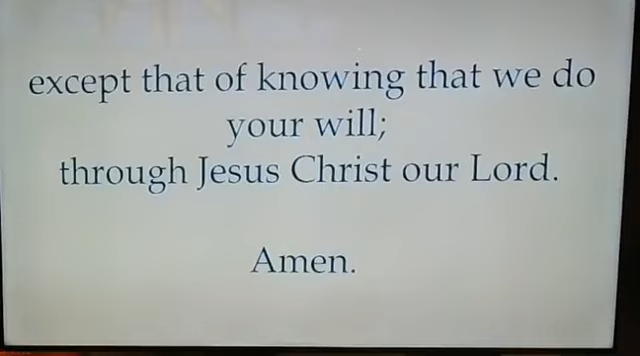 except that of knowing that we do
your will;
through Jesus Christ our Lord.
Amen.